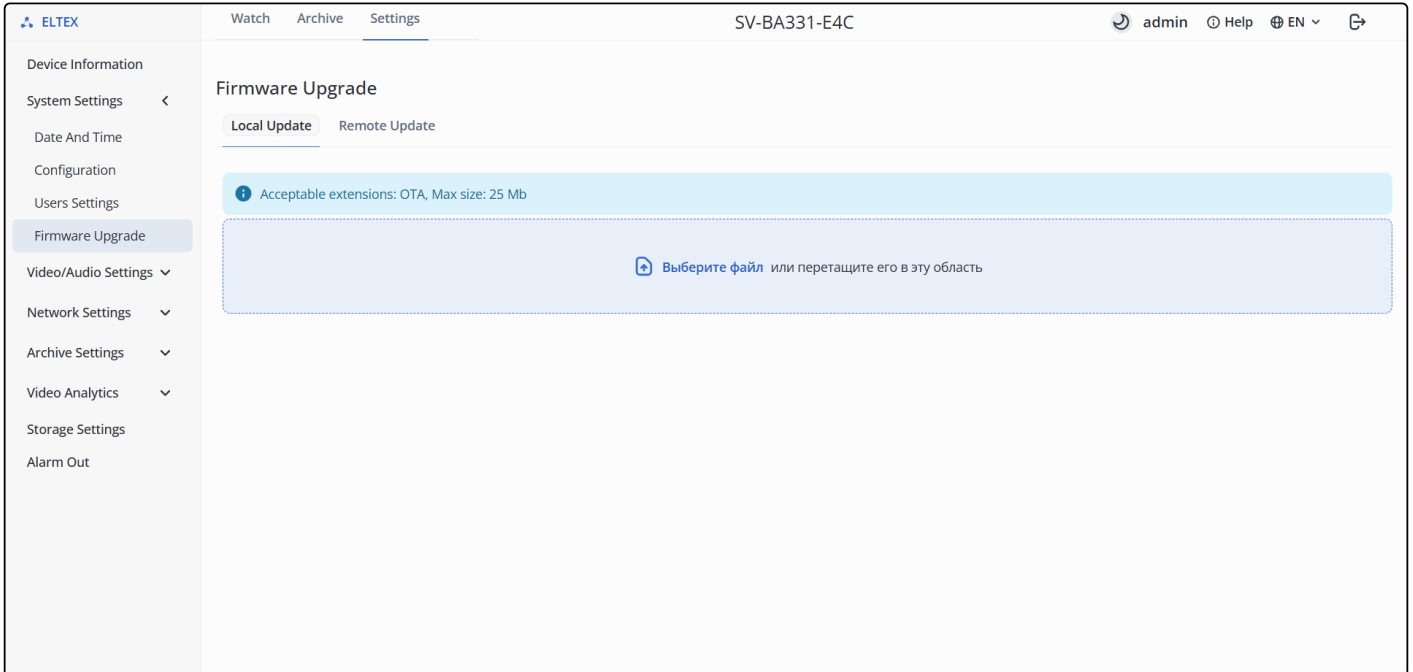 ELTEX
Watch Archive Settings
SV-BA331-E4C
admin Help EN
Device Information
System Settings
Date And Time
Configuration
Users Settings
Firmware Upgrade
Video/Audio Settings
Network Settings
Archive Settings
Video Analytics
Storage Settings
Alarm Out
Firmware Upgrade
Local Update Remote Update
Acceptable extensions: OTA, Max size: 25 Mb
Выберите файл или перетащите его в эту область